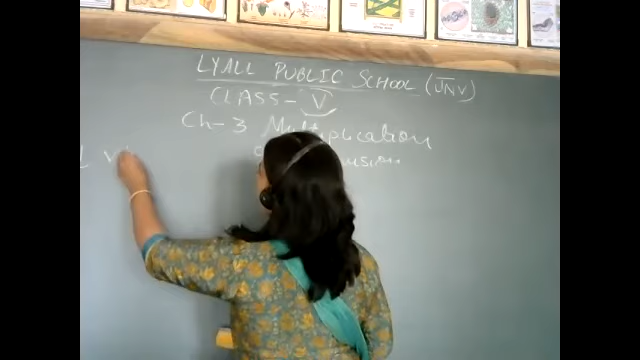 LYALL PUBLIC SCHOOL (JNV)
CLASS - V
Ch-3 Multiplication